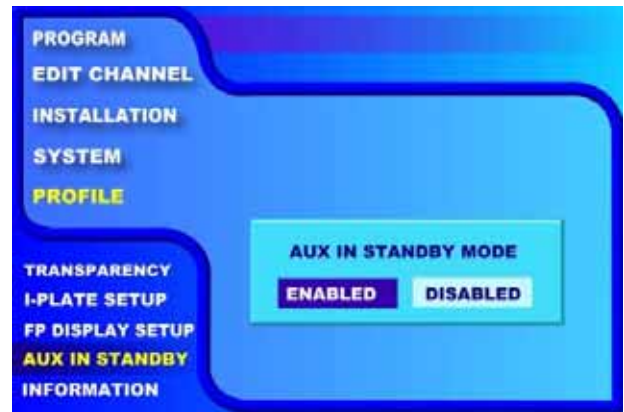 PROGRAM
EDIT CHANNEL
INSTALLATION
SYSTEM
PROFILE
TRANSPARENCY
I-PLATE SETUP
FP DISPLAY SETUP
AUX IN STANDBY
INFORMATION
AUX IN STANDBY MODE
ENABLED DISABLED